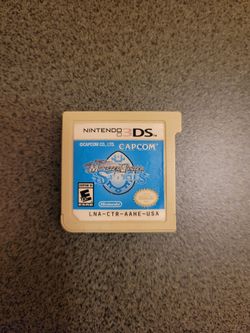 NINTENDO 3DS
©CAPCOM CO., LTD.
CAPCOM
E
Nintendo
LNA-CTR-AAHE-USA